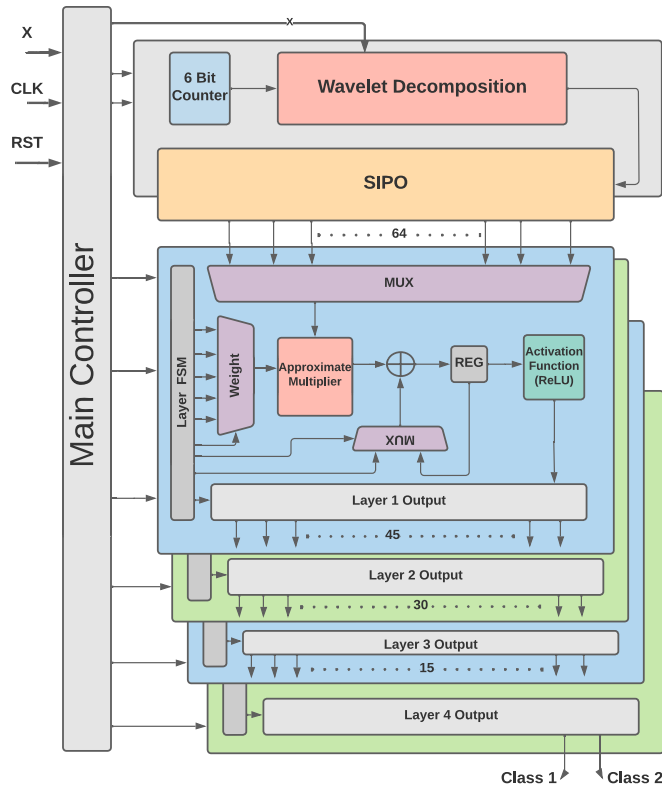 X
x
CLK
RST
6 Bit
Counter
Wavelet Decomposition
SIPO
64
Main Controller
MUX
Layer FSM
Weight
Approximate
Multiplier
REG
Activation
Function
(ReLU)
MUX
Layer 1 Output
45
Layer 2 Output
30
Layer 3 Output
15
Layer 4 Output
Class 1
Class 2